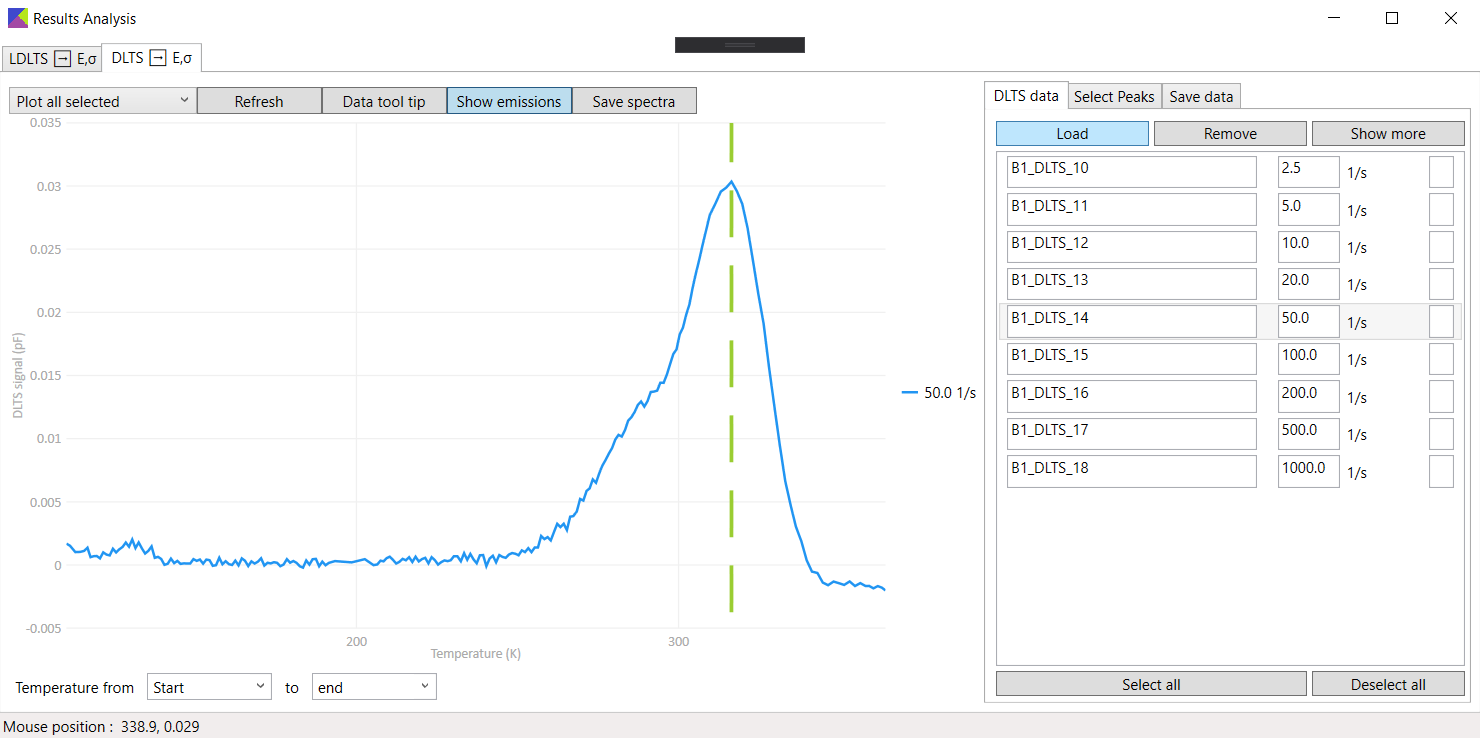 Results Analysis
LDLTS → E,σ DLTS → E,σ
Plot all selected Refresh Data tool tip Show emissions Save spectra
0.035
0.03
0.025
0.02
0.015
0.01
0.005
0
-0.005
DLTS signal (pF)
200 300
Temperature (K)
50.0 1/s
Temperature from Start to end
DLTS data Select Peaks Save data
Load Remove Show more
B1_DLTS_10 2.5 1/s
B1_DLTS_11 5.0 1/s
B1_DLTS_12 10.0 1/s
B1_DLTS_13 20.0 1/s
B1_DLTS_14 50.0 1/s
B1_DLTS_15 100.0 1/s
B1_DLTS_16 200.0 1/s
B1_DLTS_17 500.0 1/s
B1_DLTS_18 1000.0 1/s
Select all Deselect all
Mouse position : 338.9, 0.029